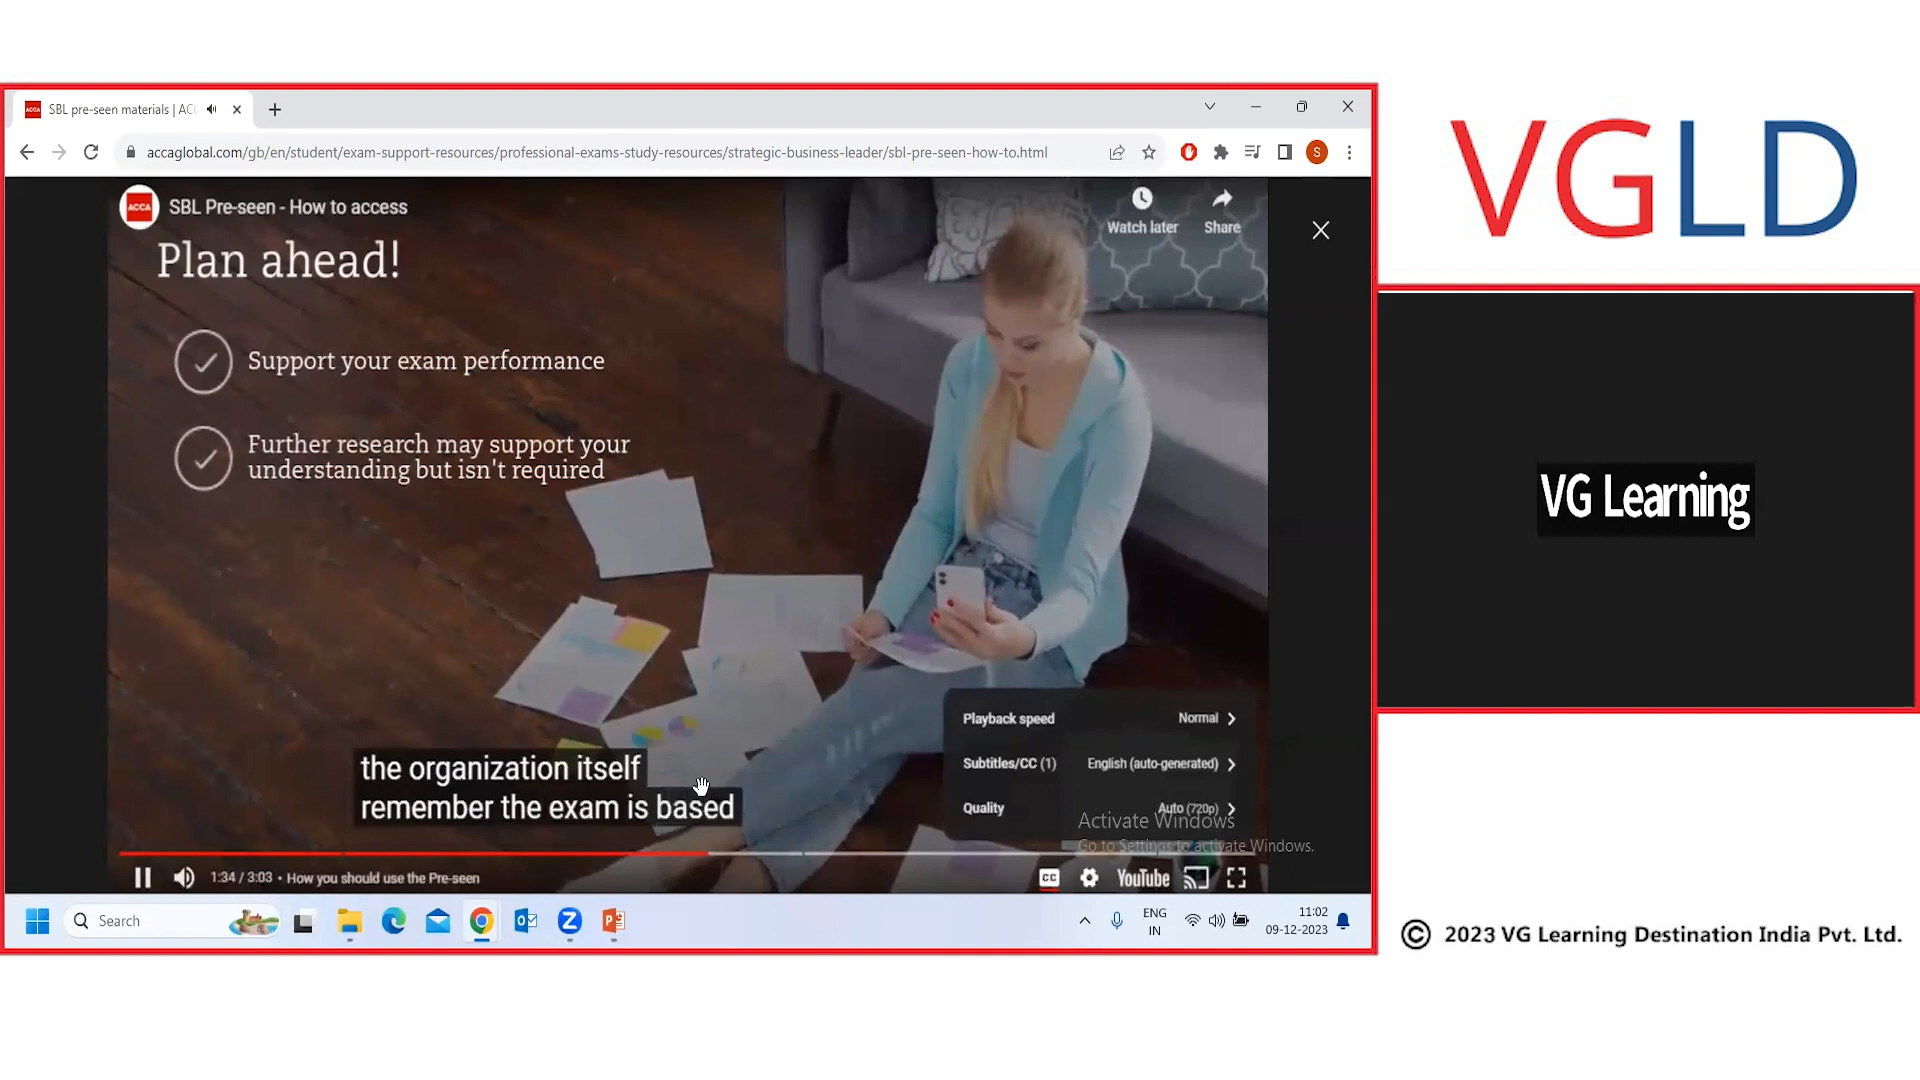 SBL pre-seen materials | AC
accaglobal.com/gb/en/student/exam-support-resources/professional-exams-study-resources/strategic-business-leader/sbl-pre-seen-how-to.html
S
ACCA
SBL Pre-seen - How to access
Watch later
Share
Plan ahead!
Support your exam performance
Further research may support your
understanding but isn't required
Playback speed
Normal
Subtitles/CC (1)
English (auto-generated)
Quality
Auto (720p)
Activate Windows
Go to Settings to activate Windows.
the organization itself
remember the exam is based
1:34 / 3:03 • How you should use the Pre-seen
CC
YouTube
Search
ENG
IN
11:02
09-12-2023
VGLD
VG Learning
© 2023 VG Learning Destination India Pvt. Ltd.